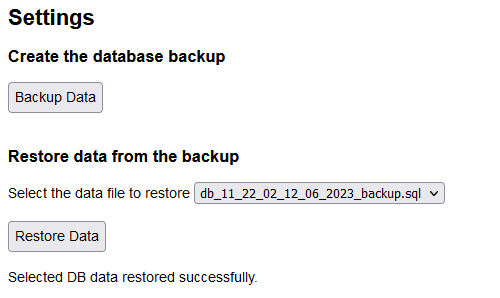 Settings
Create the database backup
Backup Data
Restore data from the backup
Select the data file to restore db_11_22_02_12_06_2023_backup.sql
Restore Data
Selected DB data restored successfully.